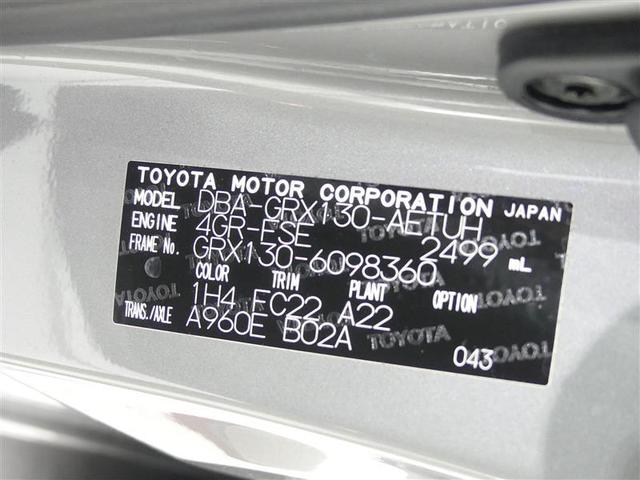 TOYOTA MOTOR CORPORATION JAPAN
MODEL DBA-GRX130-AETUH
ENGINE 4GR-FSE 2499 mL
FRAME No. GRX130-6098360
COLOR TRIM PLANT OPTION
1H4 FC22 A22
TRANS./AXLE A960E B02A
043